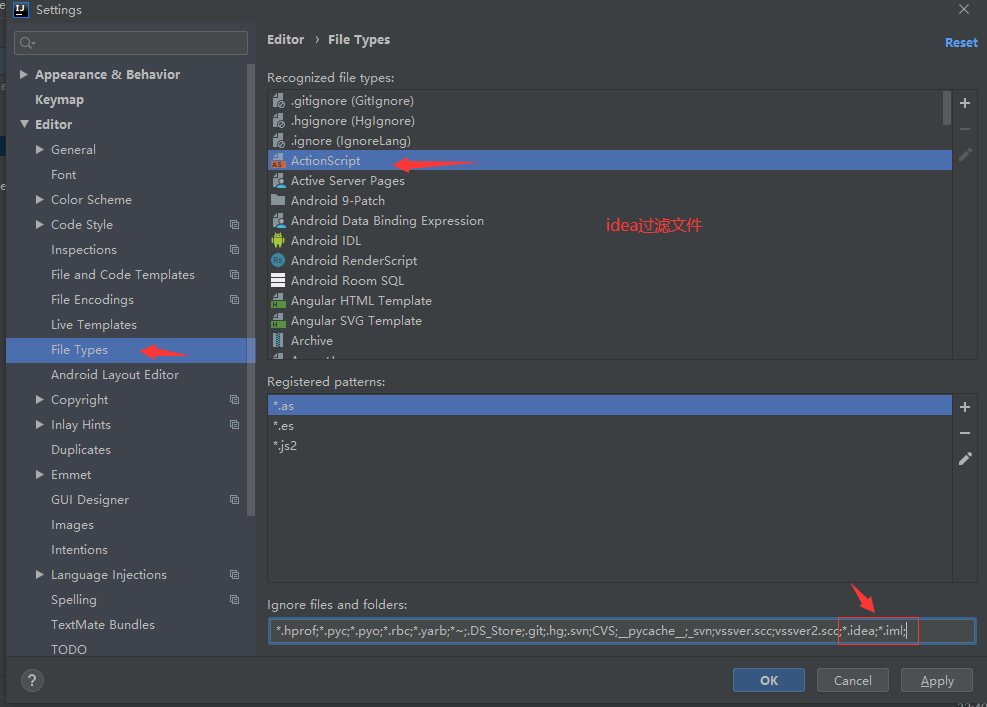 Settings
Editor › File Types
Reset
Appearance & Behavior
Keymap
Editor
General
Font
Color Scheme
Code Style
Inspections
File and Code Templates
File Encodings
Live Templates
File Types
Android Layout Editor
Copyright
Inlay Hints
Duplicates
Emmet
GUI Designer
Images
Intentions
Language Injections
Spelling
TextMate Bundles
TODO
Recognized file types:
.gitignore (GitIgnore)
.hgignore (HgIgnore)
.ignore (IgnoreLang)
ActionScript
Active Server Pages
Android 9-Patch
Android Data Binding Expression
Android IDL
Android RenderScript
Android Room SQL
Angular HTML Template
Angular SVG Template
Archive
idea过滤文件
Registered patterns:
*.as
*.es
*.js2
Ignore files and folders:
*.hprof;*.pyc;*.pyo;*.rbc;*.yarb;*~;.DS_Store;.git;.hg;.svn;CVS;__pycache__;_svn;vssver.scc;vssver2.scc;*.idea;*.iml;
?
OK
Cancel
Apply